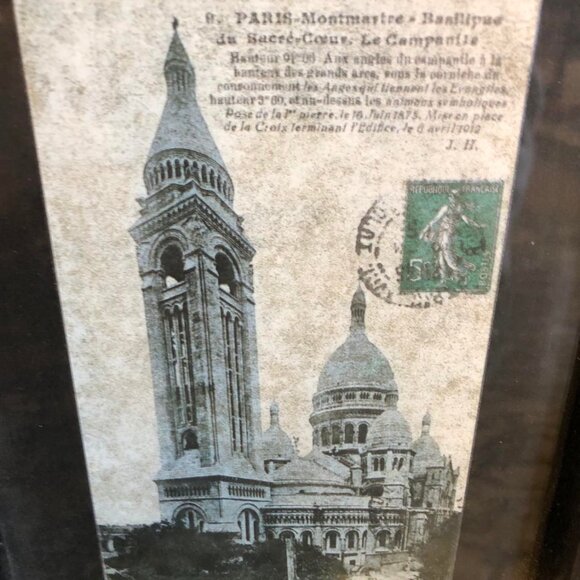 9. PARIS-Montmartre - Basilique
du Sacré-Cœur. Le Campanile
Hauteur 91m00 Aux angles du campanile à la
hauteur des grands arcs, sous la corniche du
couronnement les Anges qui tiennent les Evangiles,
hauteur 3m60, et au-dessus les animaux symboliques
Pose de la 1re pierre, le 16 Juin 1875. Mise en place
de la Croix terminant l'Edifice, le 6 avril 1912
J. H.
REPUBLIQUE FRANÇAISE
5